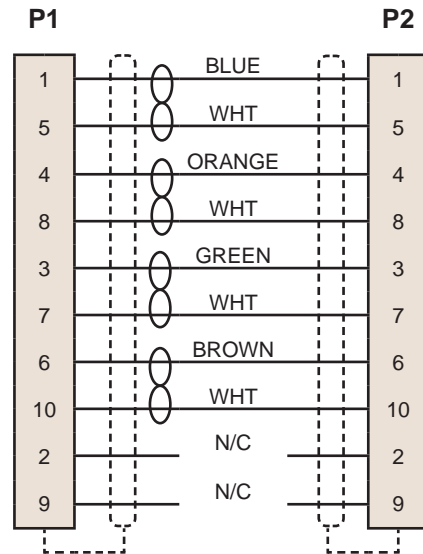 P1 P2
1 BLUE 1
5 WHT 5
4 ORANGE 4
8 WHT 8
3 GREEN 3
7 WHT 7
6 BROWN 6
10 WHT 10
2 N/C 2
9 N/C 9